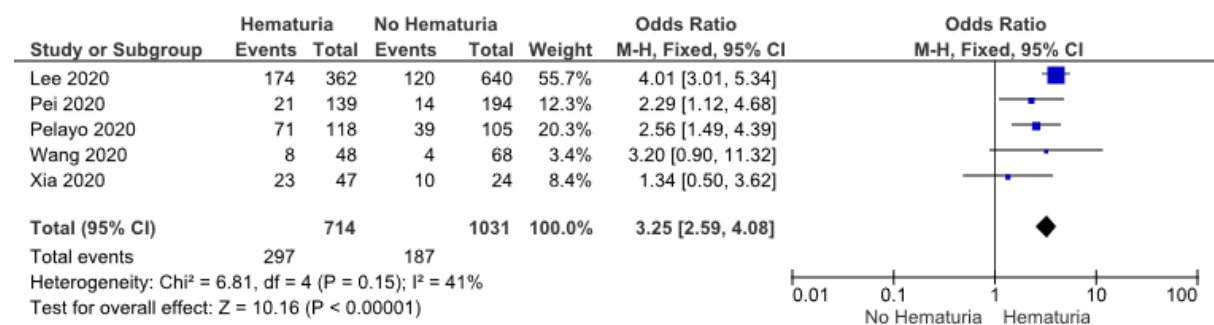 Hematuria No Hematuria Odds Ratio Odds Ratio
Study or Subgroup Events Total Events Total Weight M-H, Fixed, 95% CI M-H, Fixed, 95% CI
Lee 2020 174 362 120 640 55.7% 4.01 [3.01, 5.34]
Pei 2020 21 139 14 194 12.3% 2.29 [1.12, 4.68]
Pelayo 2020 71 118 39 105 20.3% 2.56 [1.49, 4.39]
Wang 2020 8 48 4 68 3.4% 3.20 [0.90, 11.32]
Xia 2020 23 47 10 24 8.4% 1.34 [0.50, 3.62]
Total (95% CI) 714 1031 100.0% 3.25 [2.59, 4.08]
Total events 297 187
Heterogeneity: Chi² = 6.81, df = 4 (P = 0.15); I² = 41%
Test for overall effect: Z = 10.16 (P < 0.00001)
0.01 0.1 1 10 100
No Hematuria Hematuria